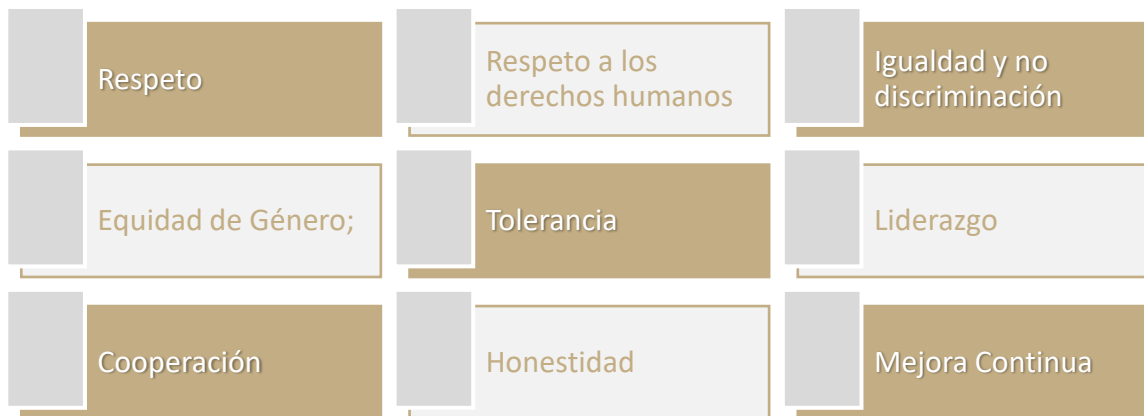 Respeto
Respeto a los
derechos humanos
Igualdad y no
discriminación
Equidad de Género;
Tolerancia
Liderazgo
Cooperación
Honestidad
Mejora Continua